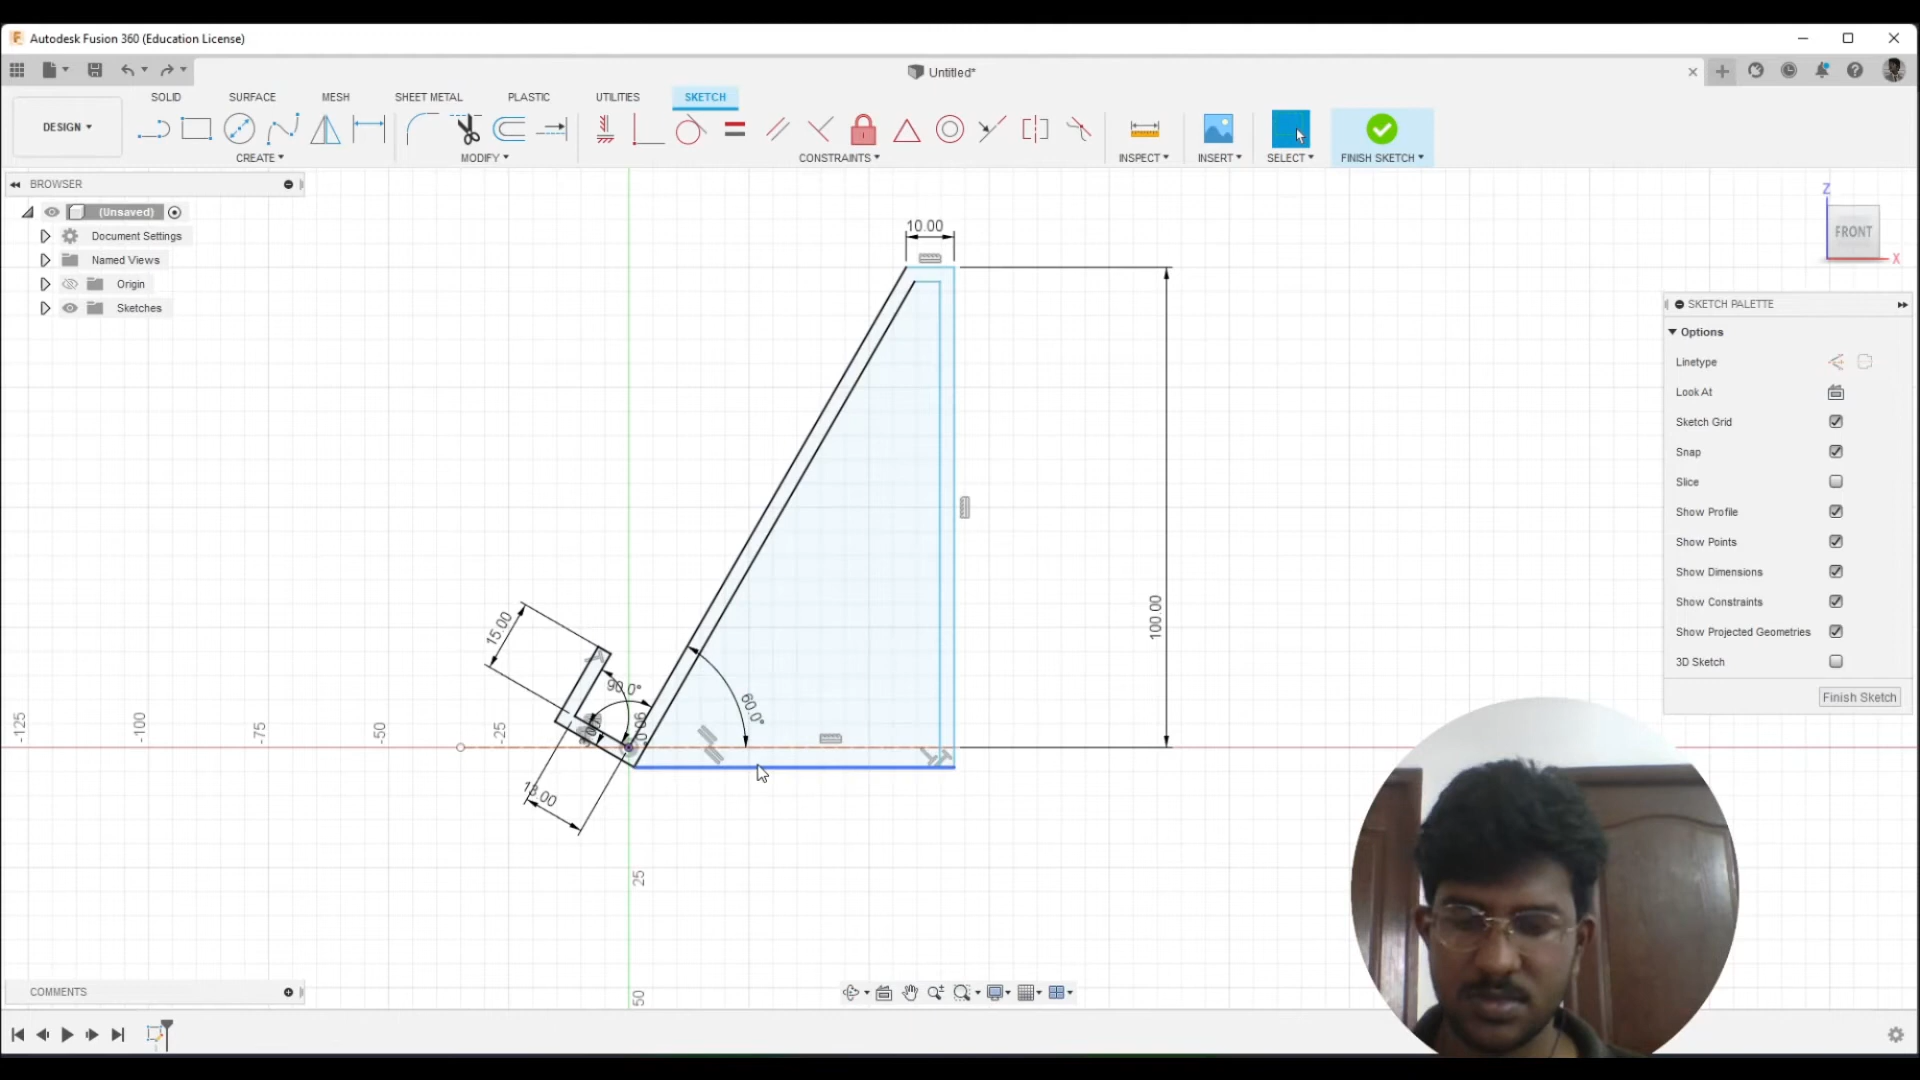 Autodesk Fusion 360 (Education License)
Untitled*
SOLID
SURFACE
MESH
SHEET METAL
PLASTIC
UTILITIES
SKETCH
DESIGN
CREATE
MODIFY
CONSTRAINTS
INSPECT
INSERT
SELECT
FINISH SKETCH
BROWSER
(Unsaved)
Document Settings
Named Views
Origin
Sketches
Z
FRONT
X
SKETCH PALETTE
Options
Linetype
Look At
Sketch Grid
Snap
Slice
Show Profile
Show Points
Show Dimensions
Show Constraints
Show Projected Geometries
3D Sketch
Finish Sketch
10.00
100.00
15.00
90.0°
60.0°
13.00
-125
-100
-75
-50
-25
25
50
COMMENTS